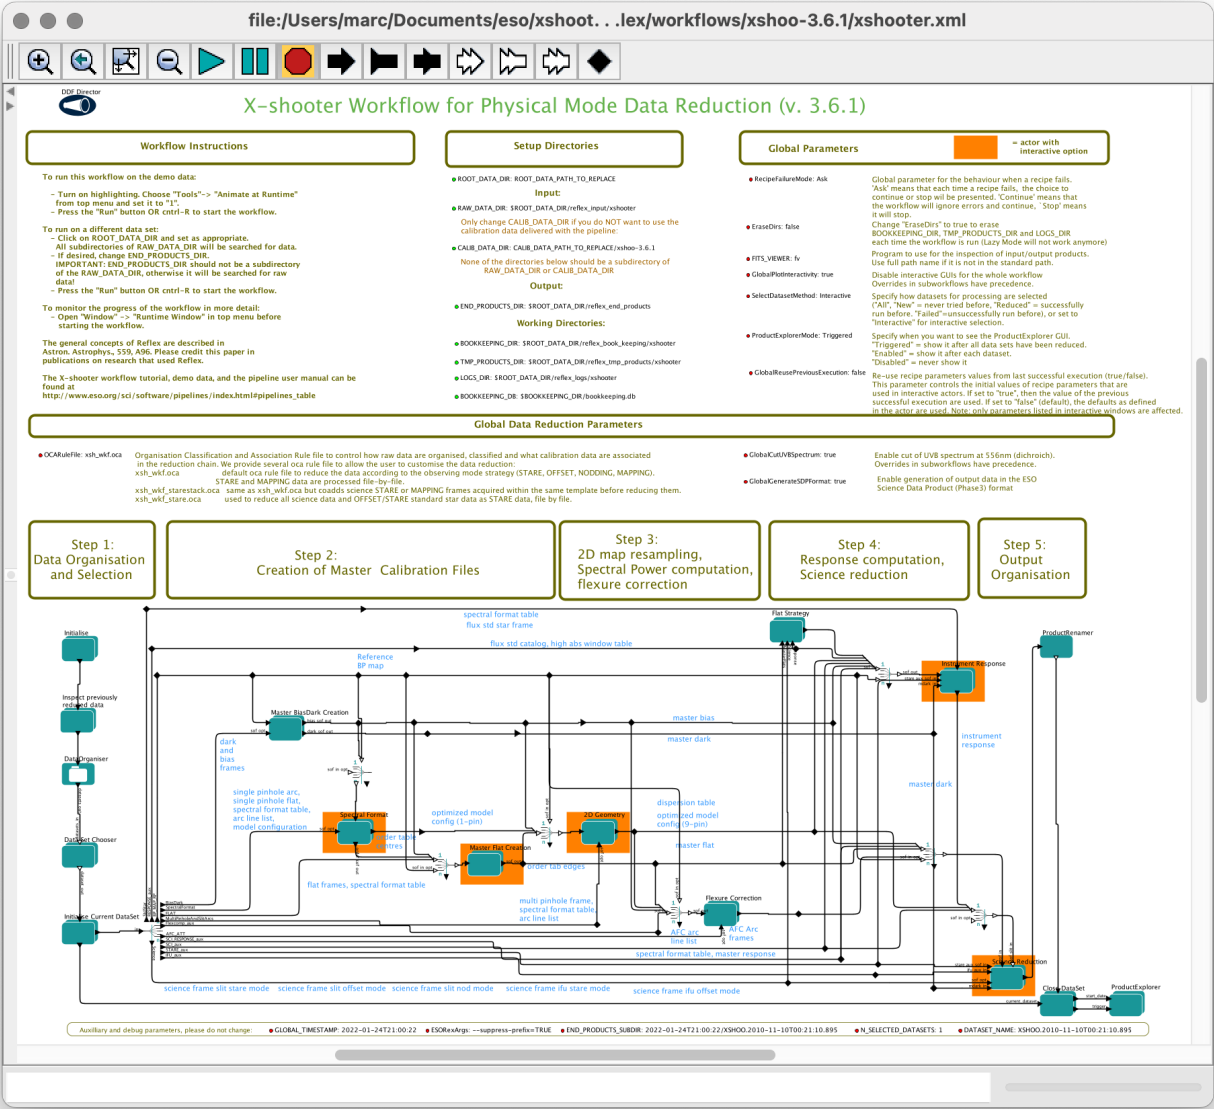 file:/Users/marc/Documents/eso/xshoot. . .lex/workflows/xshoo-3.6.1/xshooter.xml
DDF Director
X-shooter Workflow for Physical Mode Data Reduction (v. 3.6.1)
Workflow Instructions
To run this workflow on the demo data:
- Turn on highlighting. Choose "Tools"-> "Animate at Runtime"
from top menu and set it to "1".
- Press the "Run" button OR cntrl-R to start the workflow.
To run on a different data set:
- Click on ROOT_DATA_DIR and set as appropriate.
All subdirectories of RAW_DATA_DIR will be searched for data.
- If desired, change END_PRODUCTS_DIR.
IMPORTANT: END_PRODUCTS_DIR should not be a subdirectory
of the RAW_DATA_DIR, otherwise it will be searched for raw
data!
- Press the "Run" button OR cntrl-R to start the workflow.
To monitor the progress of the workflow in more detail:
- Open "Window" -> "Runtime Window" in top menu before
starting the workflow.
The general concepts of Reflex are described in
Astron. Astrophys., 559, A96. Please credit this paper in
publications on research that used Reflex.
The X-shooter workflow tutorial, demo data, and the pipeline user manual can be
found at
http://www.eso.org/sci/software/pipelines/index.html#pipelines_table
Setup Directories
ROOT_DATA_DIR: ROOT_DATA_PATH_TO_REPLACE
Input:
RAW_DATA_DIR: $ROOT_DATA_DIR/reflex_input/xshooter
Only change CALIB_DATA_DIR if you do NOT want to use the
calibration data delivered with the pipeline:
CALIB_DATA_DIR: CALIB_DATA_PATH_TO_REPLACE/xshoo-3.6.1
None of the directories below should be a subdirectory of
RAW_DATA_DIR or CALIB_DATA_DIR
Output:
END_PRODUCTS_DIR: $ROOT_DATA_DIR/reflex_end_products
Working Directories:
BOOKKEEPING_DIR: $ROOT_DATA_DIR/reflex_book_keeping/xshooter
TMP_PRODUCTS_DIR: $ROOT_DATA_DIR/reflex_tmp_products/xshooter
LOGS_DIR: $ROOT_DATA_DIR/reflex_logs/xshooter
BOOKKEEPING_DB: $BOOKKEEPING_DIR/bookkeeping.db
Global Parameters
= actor with
interactive option
RecipeFailureMode: Ask
Global parameter for the behaviour when a recipe fails.
'Ask' means that each time a recipe fails, the choice to
continue or stop wil be presented. 'Continue' means that
the workflow will ignore errors and continue, `Stop' means
it will stop.
EraseDirs: false
Change "EraseDirs" to true to erase
BOOKKEEPING_DIR, TMP_PRODUCTS_DIR and LOGS_DIR
each time the workflow is run (Lazy Mode will not work anymore)
FITS_VIEWER: fv
Program to use for the inspection of input/output products.
Use full path name if it is not in the standard path.
GlobalPlotInteractivity: true
Disable interactive GUIs for the whole workflow
Overrides in subworkflows have precedence.
SelectDatasetMethod: Interactive
Specify how datasets for processing are selected
("All", "New" = never tried before, "Reduced" = successfully
run before. "Failed"=unsuccessfully run before), or set to
"Interactive" for interactive selection.
ProductExplorerMode: Triggered
Specify when you want to see the ProductExplorer GUI.
"Triggered" = show it after all data sets have been reduced.
"Enabled" = show it after each dataset.
"Disabled" = never show it
GlobalReusePreviousExecution: false
Re-use recipe parameters values from last successful execution (true/false).
This parameter controls the initial values of recipe parameters that are
used in interactive actors. If set to "true", then the value of the previous
successful execution are used. If set to "false" (default), the defaults as defined
in the actor are used. Note: only parameters listed in interactive windows are affected.
Global Data Reduction Parameters
OCARuleFile: xsh_wkf.oca
Organisation Classification and Association Rule file to control how raw data are organised, classified and what calibration data are associated
in the reduction chain. We provide several oca rule file to allow the user to customise the data reduction:
xsh_wkf.oca default oca rule file to reduce the data according to the observing mode strategy (STARE, OFFSET, NODDING, MAPPING).
STARE and MAPPING data are processed file-by-file.
xsh_wkf_starestack.oca same as xsh_wkf.oca but coadds science STARE or MAPPING frames acquired within the same template before reducing them.
xsh_wkf_stare.oca used to reduce all science data and OFFSET/STARE standard star data as STARE data, file by file.
GlobalCutUVBSpectrum: true
Enable cut of UVB spectrum at 556nm (dichroich).
Overrides in subworkflows have precedence.
GlobalGenerateSDPFormat: true
Enable generation of output data in the ESO
Science Data Product (Phase3) format
Step 1:
Data Organisation
and Selection
Step 2:
Creation of Master Calibration Files
Step 3:
2D map resampling,
Spectral Power computation,
flexure correction
Step 4:
Response computation,
Science reduction
Step 5:
Output
Organisation
spectral format table
flux std star frame
flux std catalog, high abs window table
Reference
BP map
Flat Strategy
Initialise
ProductRenamer
Instrument Response
Inspect previously
reduced data
Master BiasDark Creation
master bias
master dark
instrument
response
dark
and
bias
frames
DataOrganiser
master dark
single pinhole arc,
single pinhole flat,
spectral format table,
arc line list,
model configuration
Spectral Format
optimized model
config (1-pin)
2D Geometry
dispersion table
optimized model
config (9-pin)
order table
centres
master flat
Data Set Chooser
Master Flat Creation
order tab edges
flat frames, spectral format table
multi pinhole frame,
spectral format table,
arc line list
Flexure Correction
Initialise Current DataSet
AFC arc
line list
AFC Arc
frames
spectral format table, master response
Science Reduction
science frame slit stare mode
science frame slit offset mode
science frame slit nod mode
science frame ifu stare mode
science frame ifu offset mode
Close DataSet
ProductExplorer
Auxilliary and debug parameters, please do not change:
GLOBAL_TIMESTAMP: 2022-01-24T21:00:22
ESORexArgs: --suppress-prefix=TRUE
END_PRODUCTS_SUBDIR: 2022-01-24T21:00:22/XSHOO.2010-11-10T00:21:10.895
N_SELECTED_DATASETS: 1
DATASET_NAME: XSHOO.2010-11-10T00:21:10.895